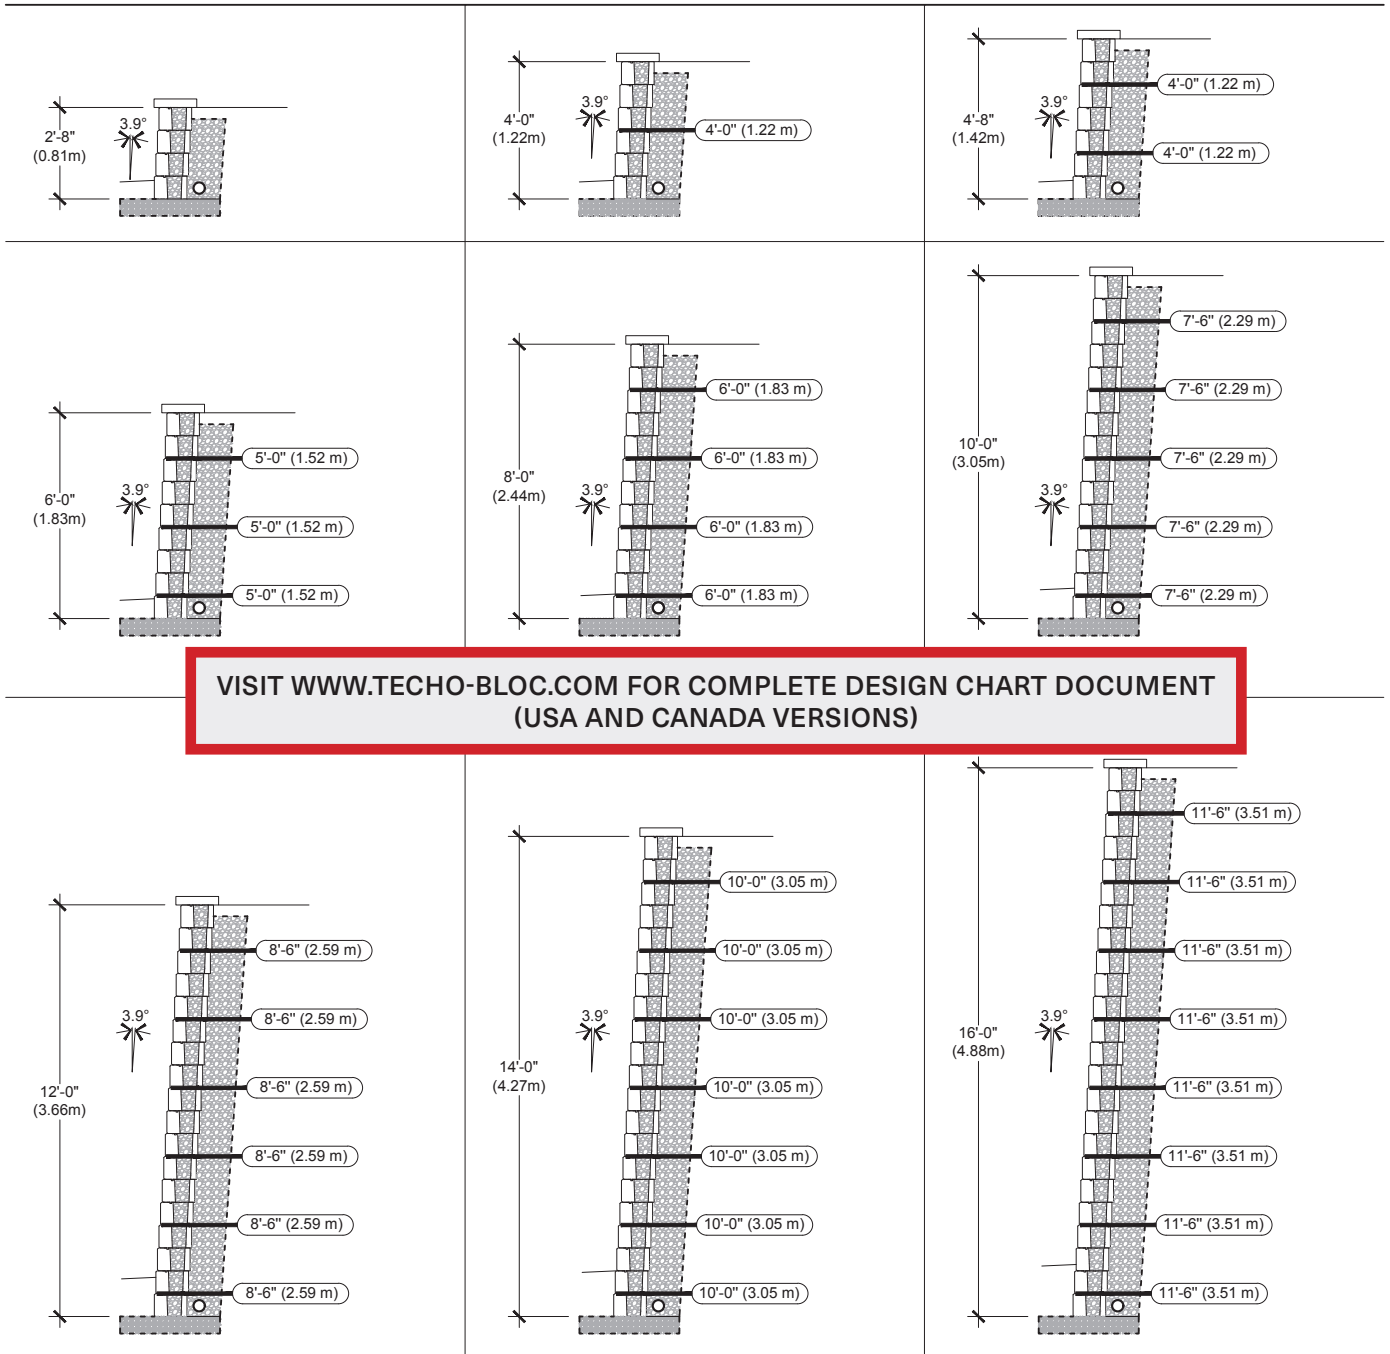 2'-8"
(0.81m)
3.9°
4'-0"
(1.22m)
3.9°
4'-0" (1.22 m)
4'-8"
(1.42m)
3.9°
4'-0" (1.22 m)
4'-0" (1.22 m)
6'-0"
(1.83m)
3.9°
5'-0" (1.52 m)
5'-0" (1.52 m)
5'-0" (1.52 m)
8'-0"
(2.44m)
3.9°
6'-0" (1.83 m)
6'-0" (1.83 m)
6'-0" (1.83 m)
6'-0" (1.83 m)
10'-0"
(3.05m)
3.9°
7'-6" (2.29 m)
7'-6" (2.29 m)
7'-6" (2.29 m)
7'-6" (2.29 m)
7'-6" (2.29 m)
VISIT WWW.TECHO-BLOC.COM FOR COMPLETE DESIGN CHART DOCUMENT
(USA AND CANADA VERSIONS)
12'-0"
(3.66m)
3.9°
8'-6" (2.59 m)
8'-6" (2.59 m)
8'-6" (2.59 m)
8'-6" (2.59 m)
8'-6" (2.59 m)
8'-6" (2.59 m)
14'-0"
(4.27m)
3.9°
10'-0" (3.05 m)
10'-0" (3.05 m)
10'-0" (3.05 m)
10'-0" (3.05 m)
10'-0" (3.05 m)
10'-0" (3.05 m)
10'-0" (3.05 m)
16'-0"
(4.88m)
3.9°
11'-6" (3.51 m)
11'-6" (3.51 m)
11'-6" (3.51 m)
11'-6" (3.51 m)
11'-6" (3.51 m)
11'-6" (3.51 m)
11'-6" (3.51 m)
11'-6" (3.51 m)